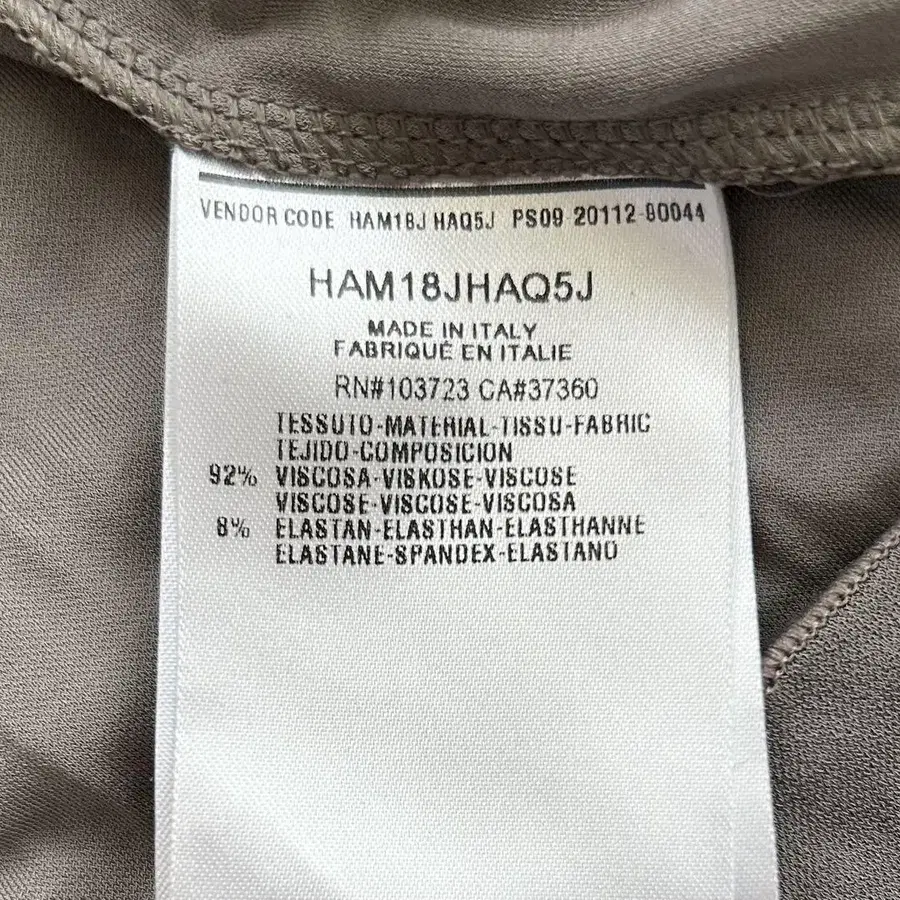 VENDOR CODE HAM18J HAQ5J PS09 20112-80044
HAM18JHAQ5J
MADE IN ITALY
FABRIQUÉ EN ITALIE
RN#103723 CA#37360
TESSUTO-MATERIAL-TISSU-FABRIC
TEJIDO-COMPOSICION
92% VISCOSA-VISKOSE-VISCOSE
VISCOSE-VISCOSE-VISCOSA
8% ELASTAN-ELASTHAN-ELASTHANNE
ELASTANE-SPANDEX-ELASTANO